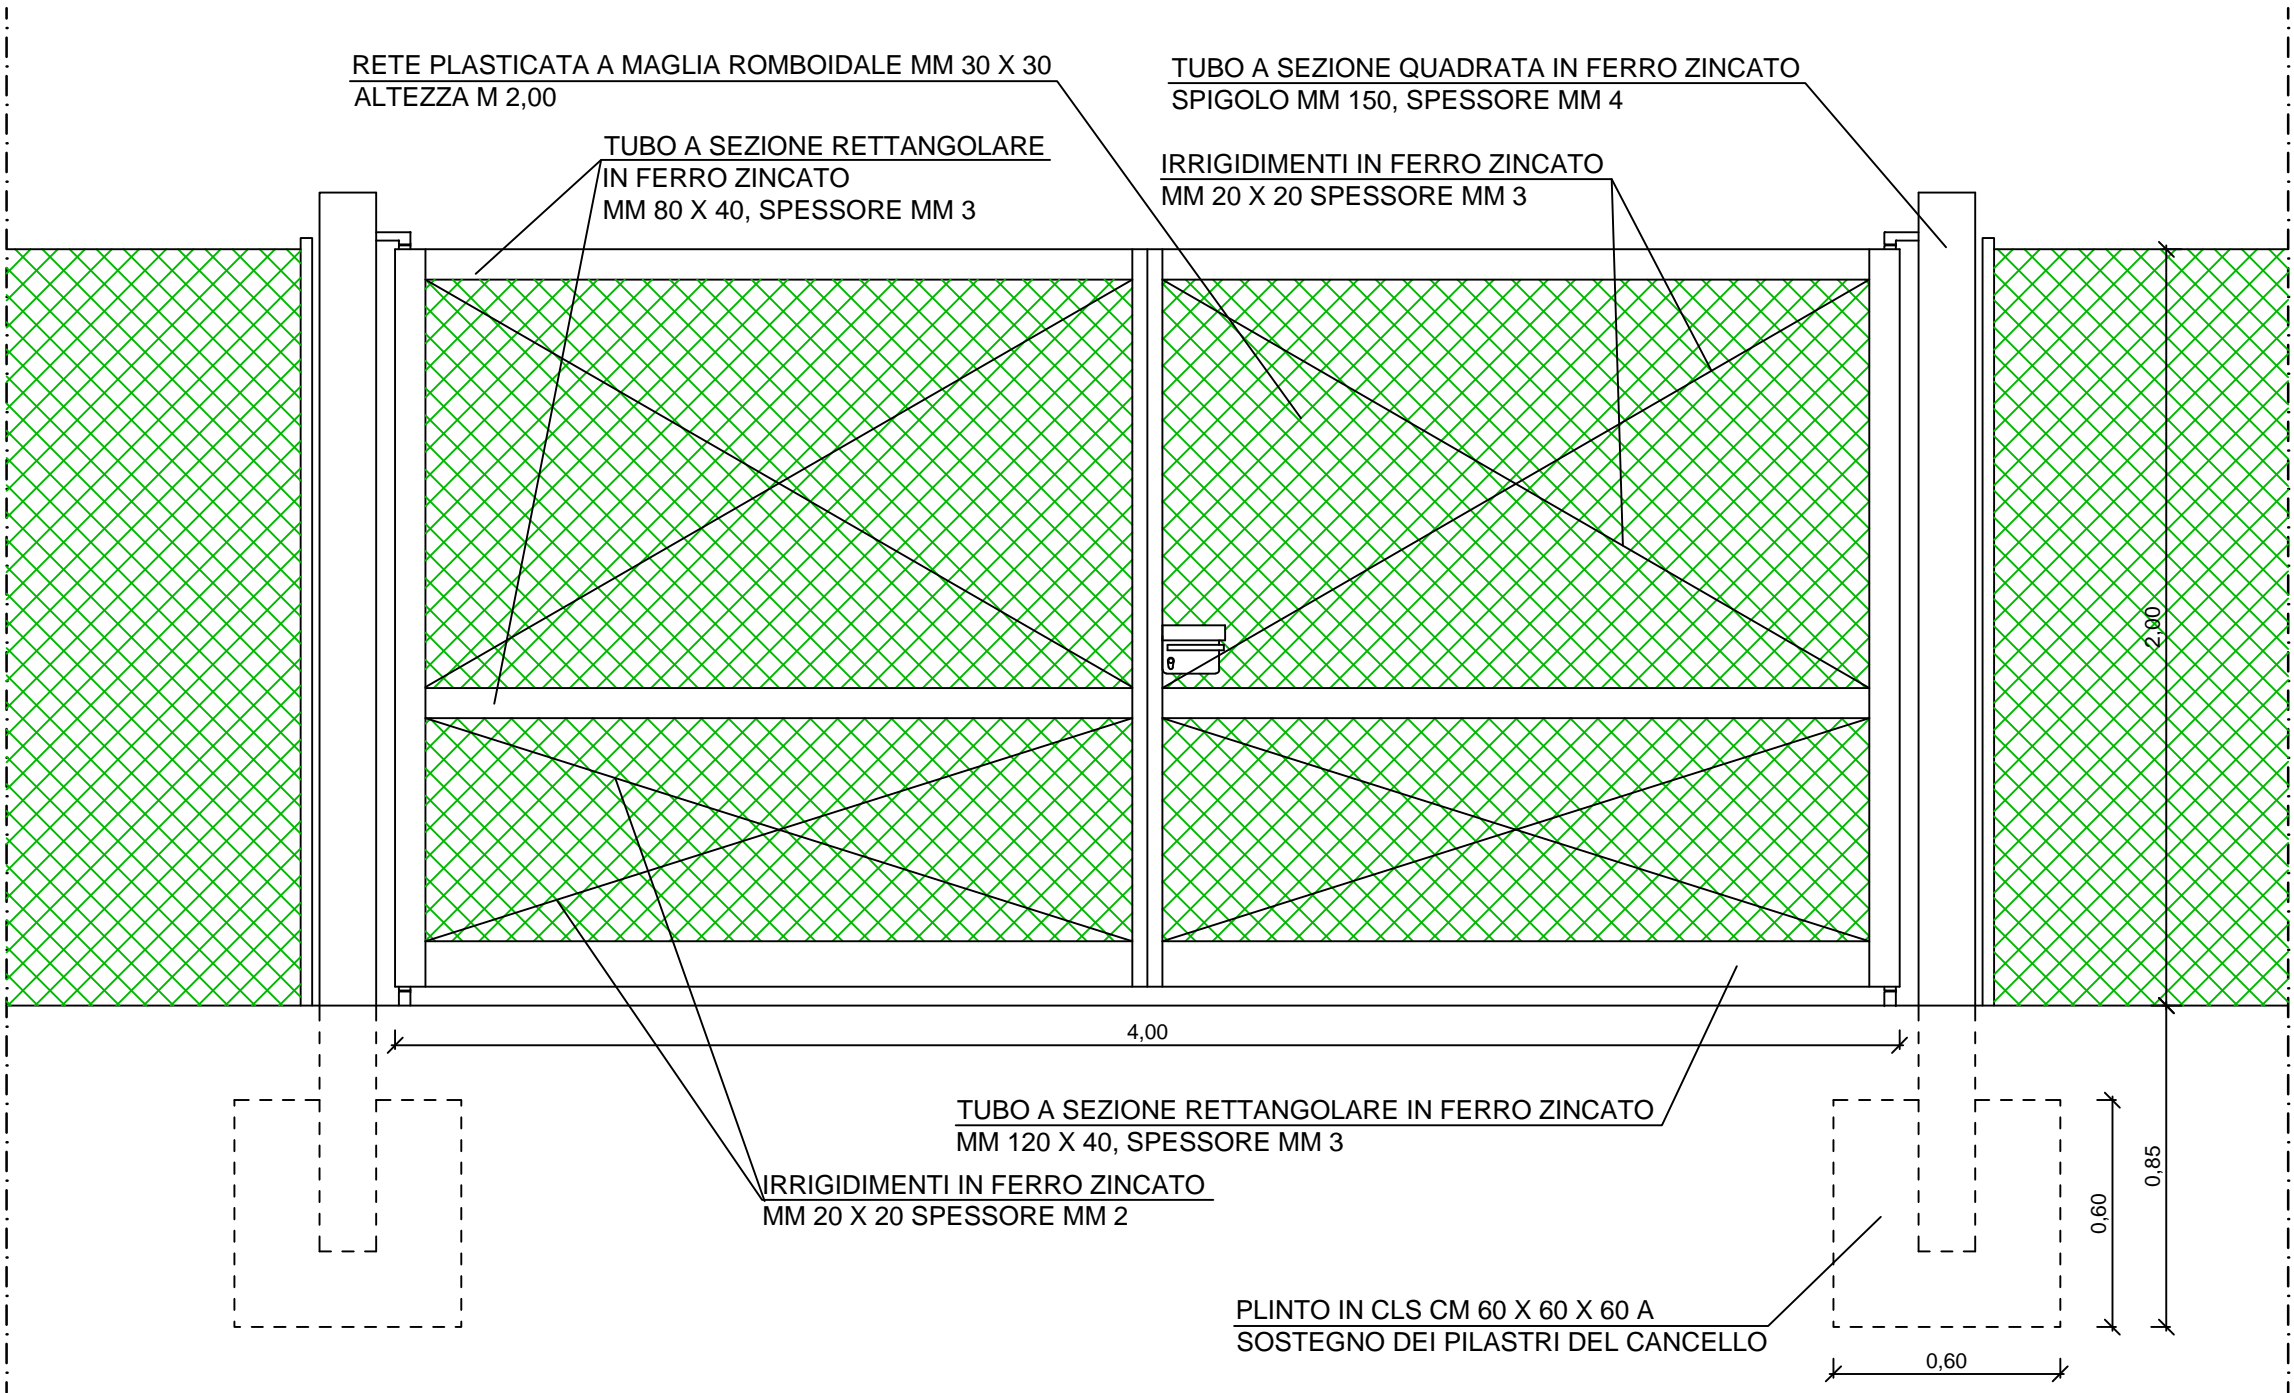 RETE PLASTICATA A MAGLIA ROMBOIDALE MM 30 X 30
ALTEZZA M 2,00
TUBO A SEZIONE QUADRATA IN FERRO ZINCATO
SPIGOLO MM 150, SPESSORE MM 4
TUBO A SEZIONE RETTANGOLARE
IN FERRO ZINCATO
MM 80 X 40, SPESSORE MM 3
IRRIGIDIMENTI IN FERRO ZINCATO
MM 20 X 20 SPESSORE MM 3
2,00
4,00
TUBO A SEZIONE RETTANGOLARE IN FERRO ZINCATO
MM 120 X 40, SPESSORE MM 3
IRRIGIDIMENTI IN FERRO ZINCATO
MM 20 X 20 SPESSORE MM 2
0,85
0,60
PLINTO IN CLS CM 60 X 60 X 60 A
SOSTEGNO DEI PILASTRI DEL CANCELLO
0,60